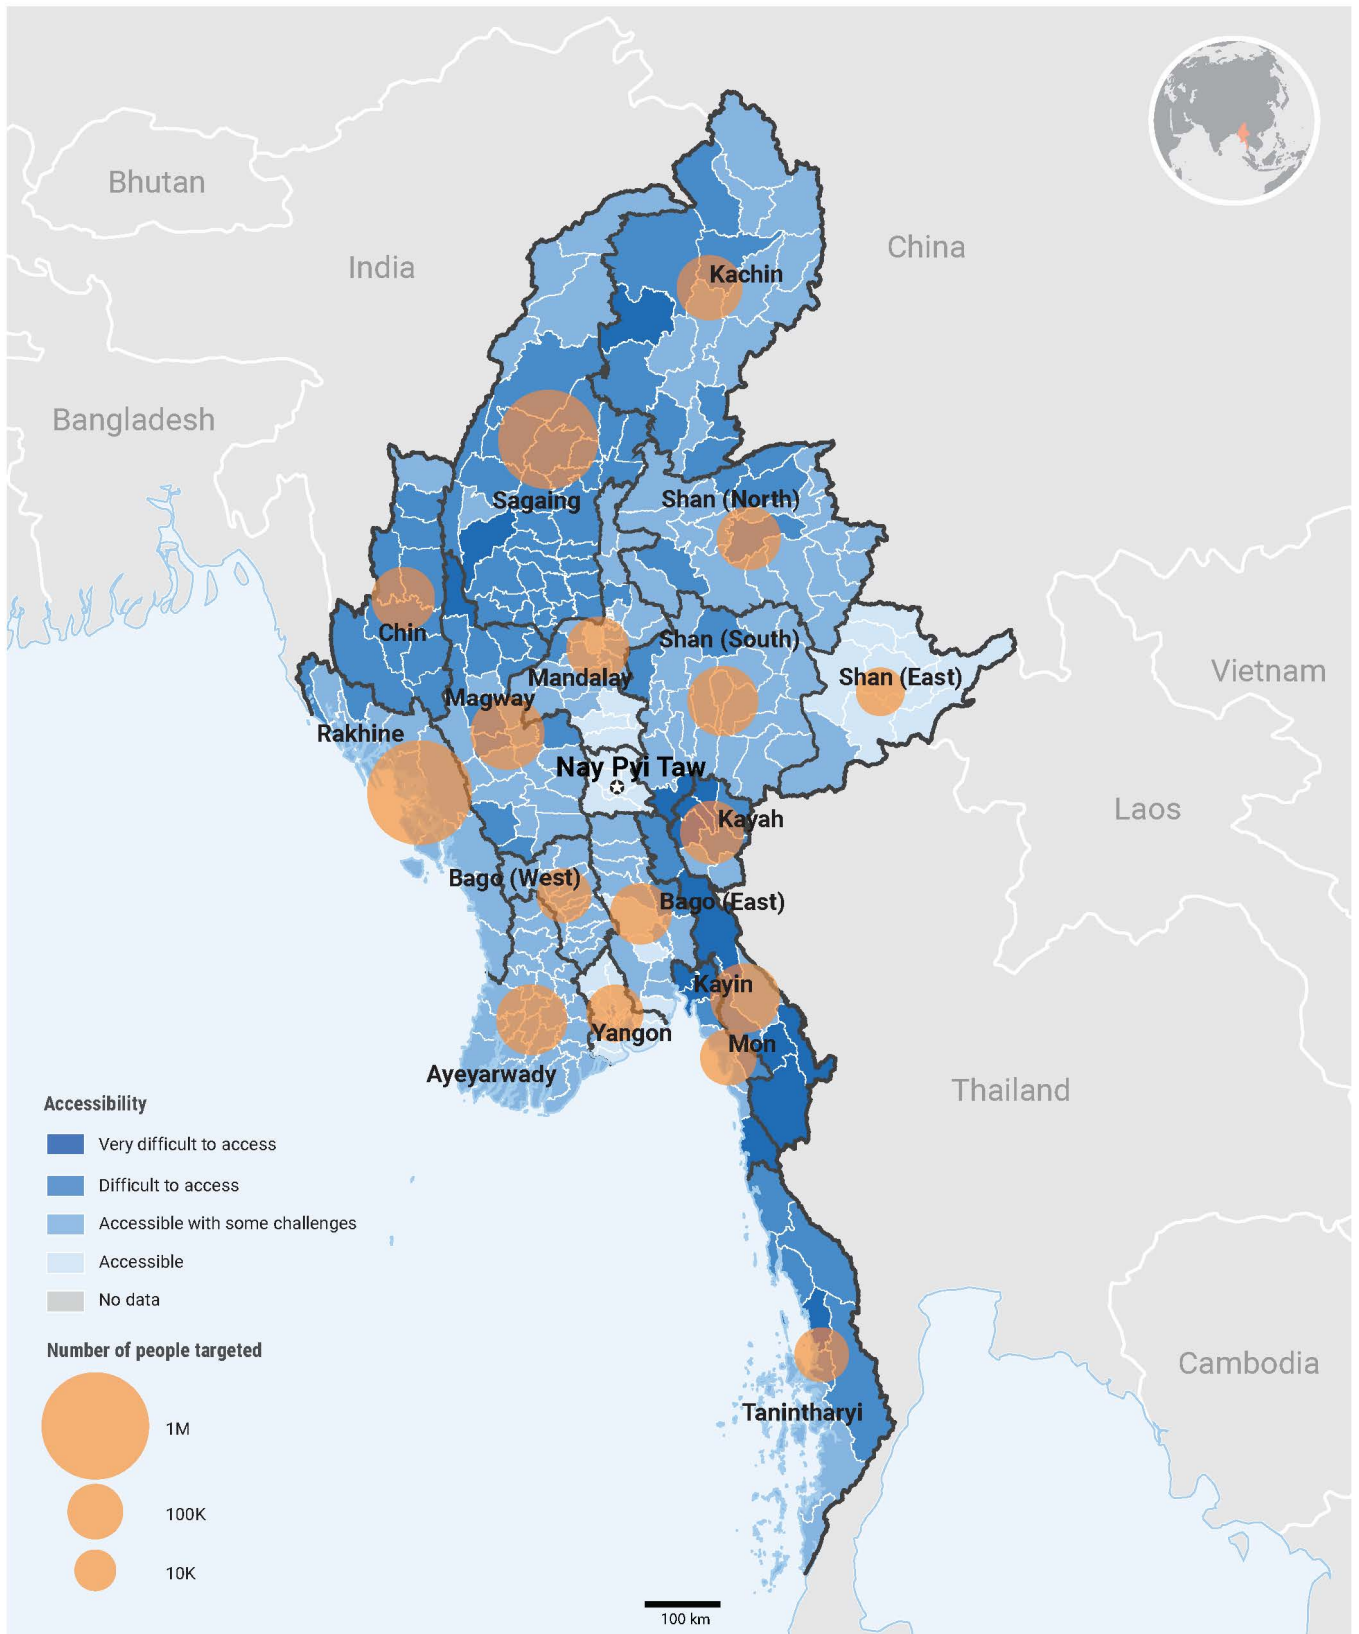 Bhutan
China
India
Kachin
Bangladesh
Sagaing
Shan (North)
Chin
Shan (South)
Vietnam
Mandalay
Shan (East)
Magway
Rakhine
Nay Pyi Taw
Laos
Kayah
Bago (West)
Bago (East)
Kayin
Yangon
Mon
Ayeyarwady
Thailand
Accessibility
Very difficult to access
Difficult to access
Accessible with some challenges
Accessible
No data
Number of people targeted
1M
100K
10K
Cambodia
Tanintharyi
100 km